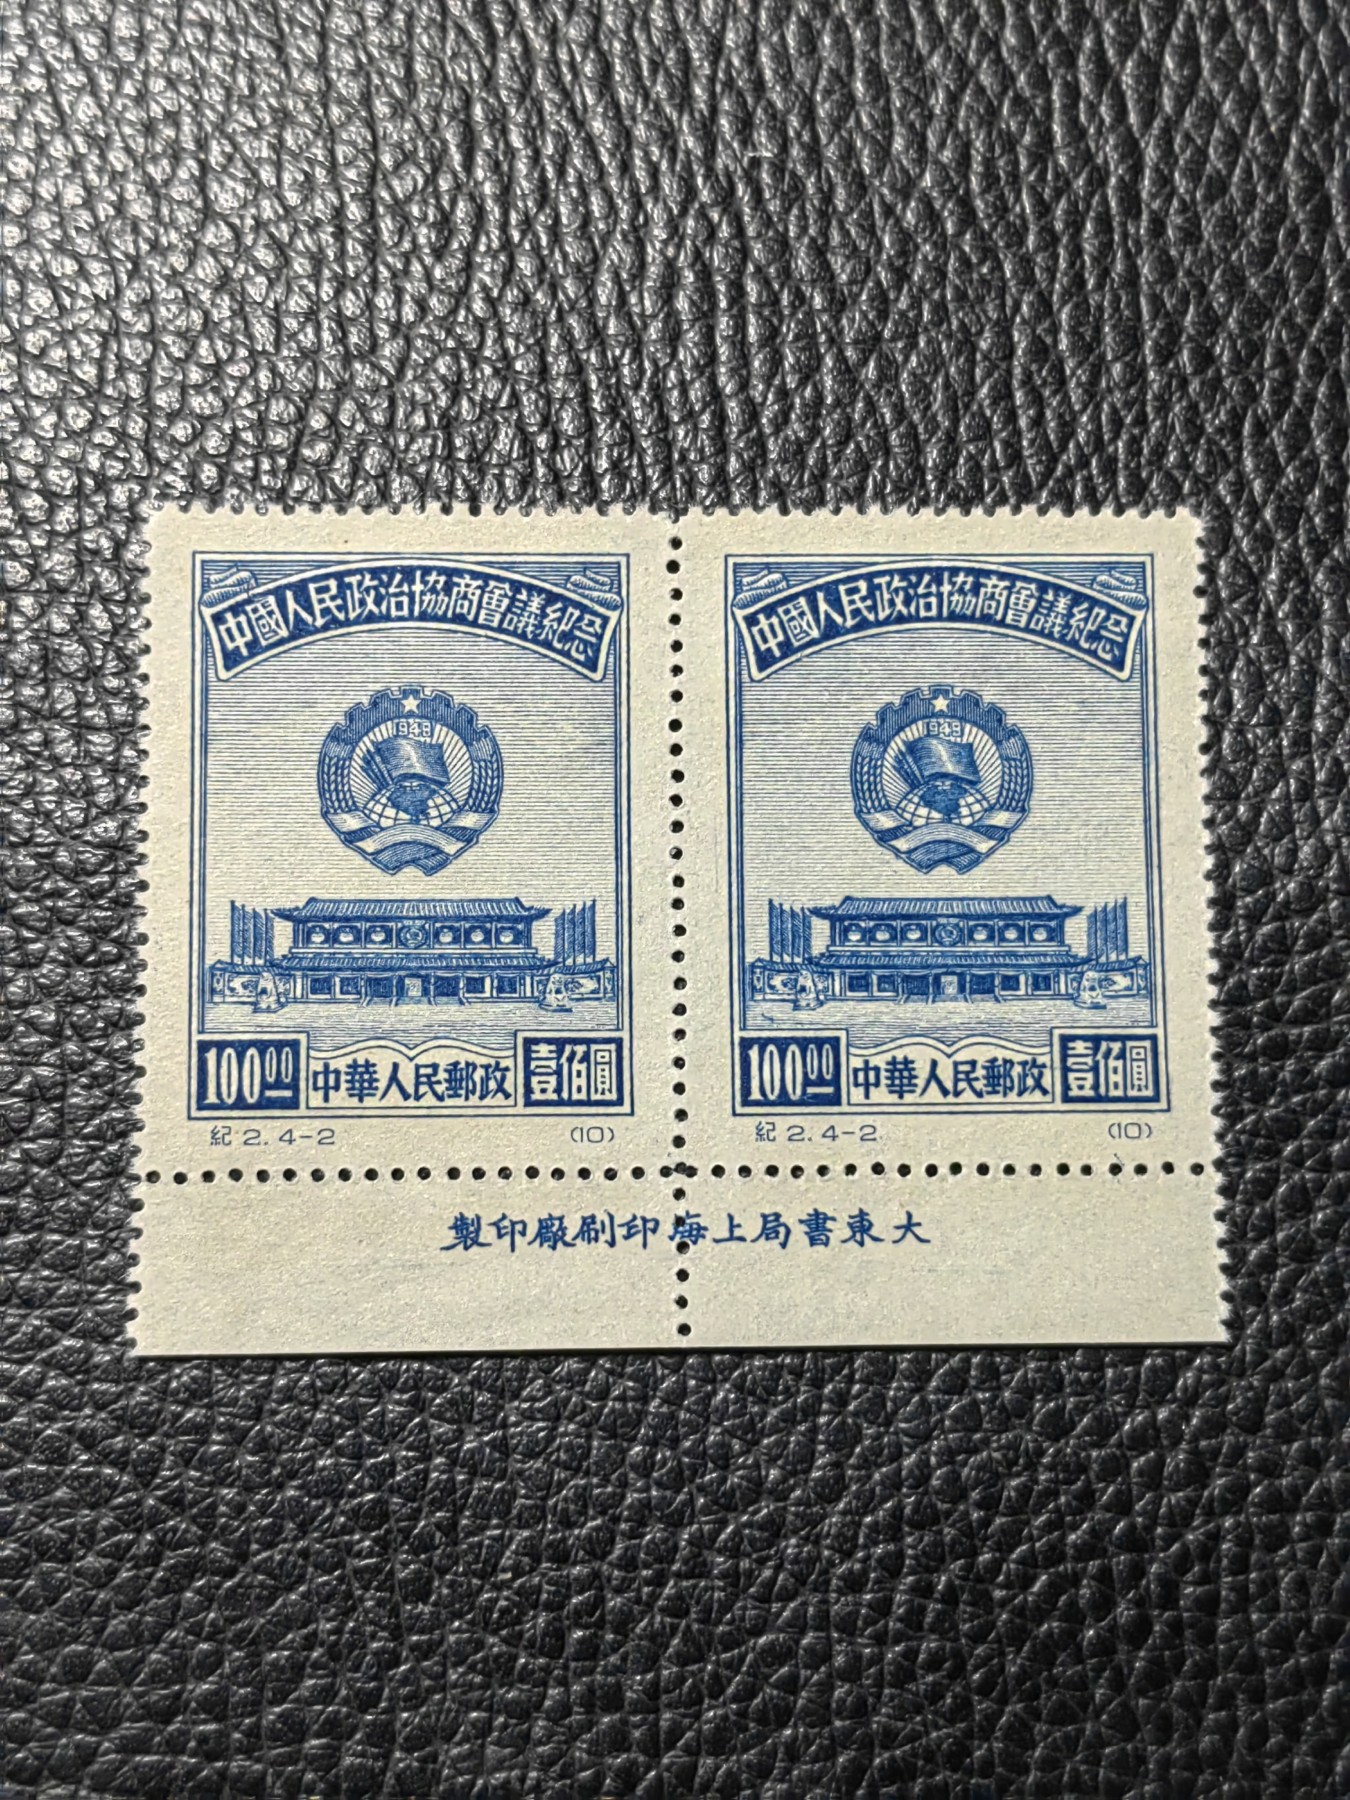 中國人民政治協商會議紀念
1949
100.00 中華人民郵政 壹佰圓
紀 2. 4-2 (10)
中國人民政治協商會議紀念
1949
100.00 中華人民郵政 壹佰圓
紀 2. 4-2 (10)
大東書局上海印刷廠印製